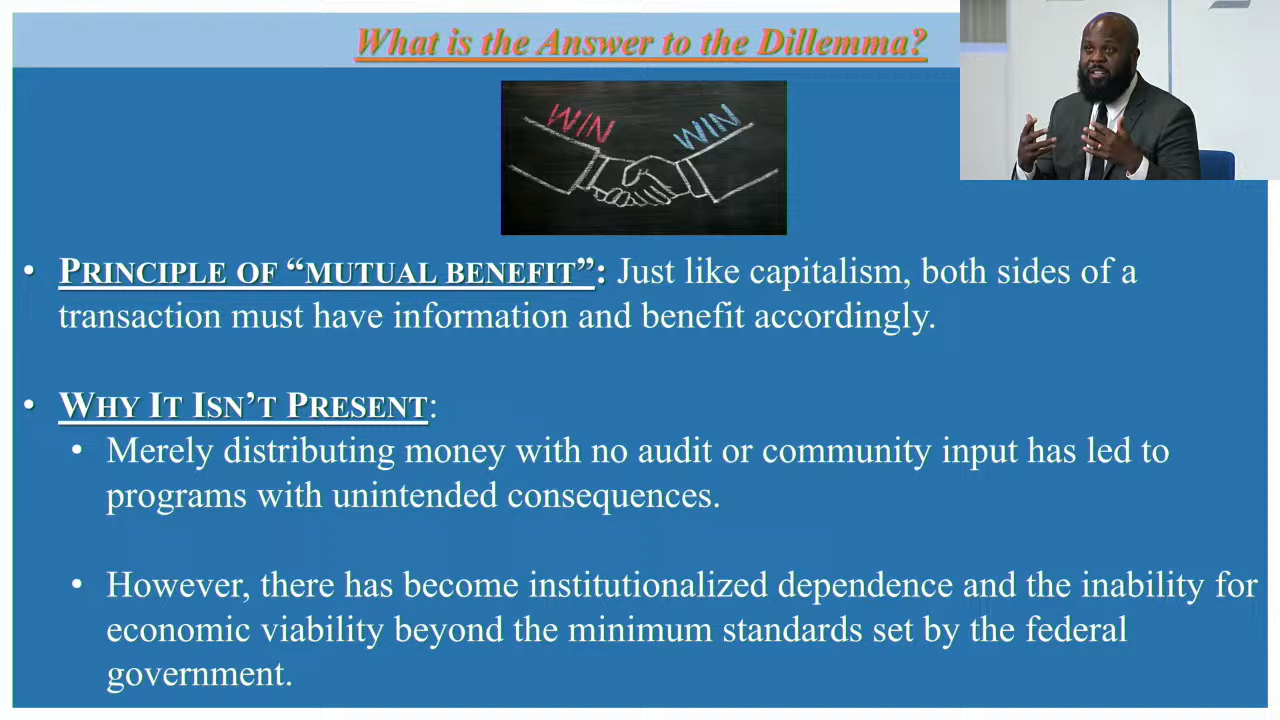 What is the Answer to the Dillemma?
WIN WIN
• PRINCIPLE OF “MUTUAL BENEFIT”: Just like capitalism, both sides of a
transaction must have information and benefit accordingly.
• WHY IT ISN’T PRESENT:
• Merely distributing money with no audit or community input has led to
programs with unintended consequences.
• However, there has become institutionalized dependence and the inability for
economic viability beyond the minimum standards set by the federal
government.